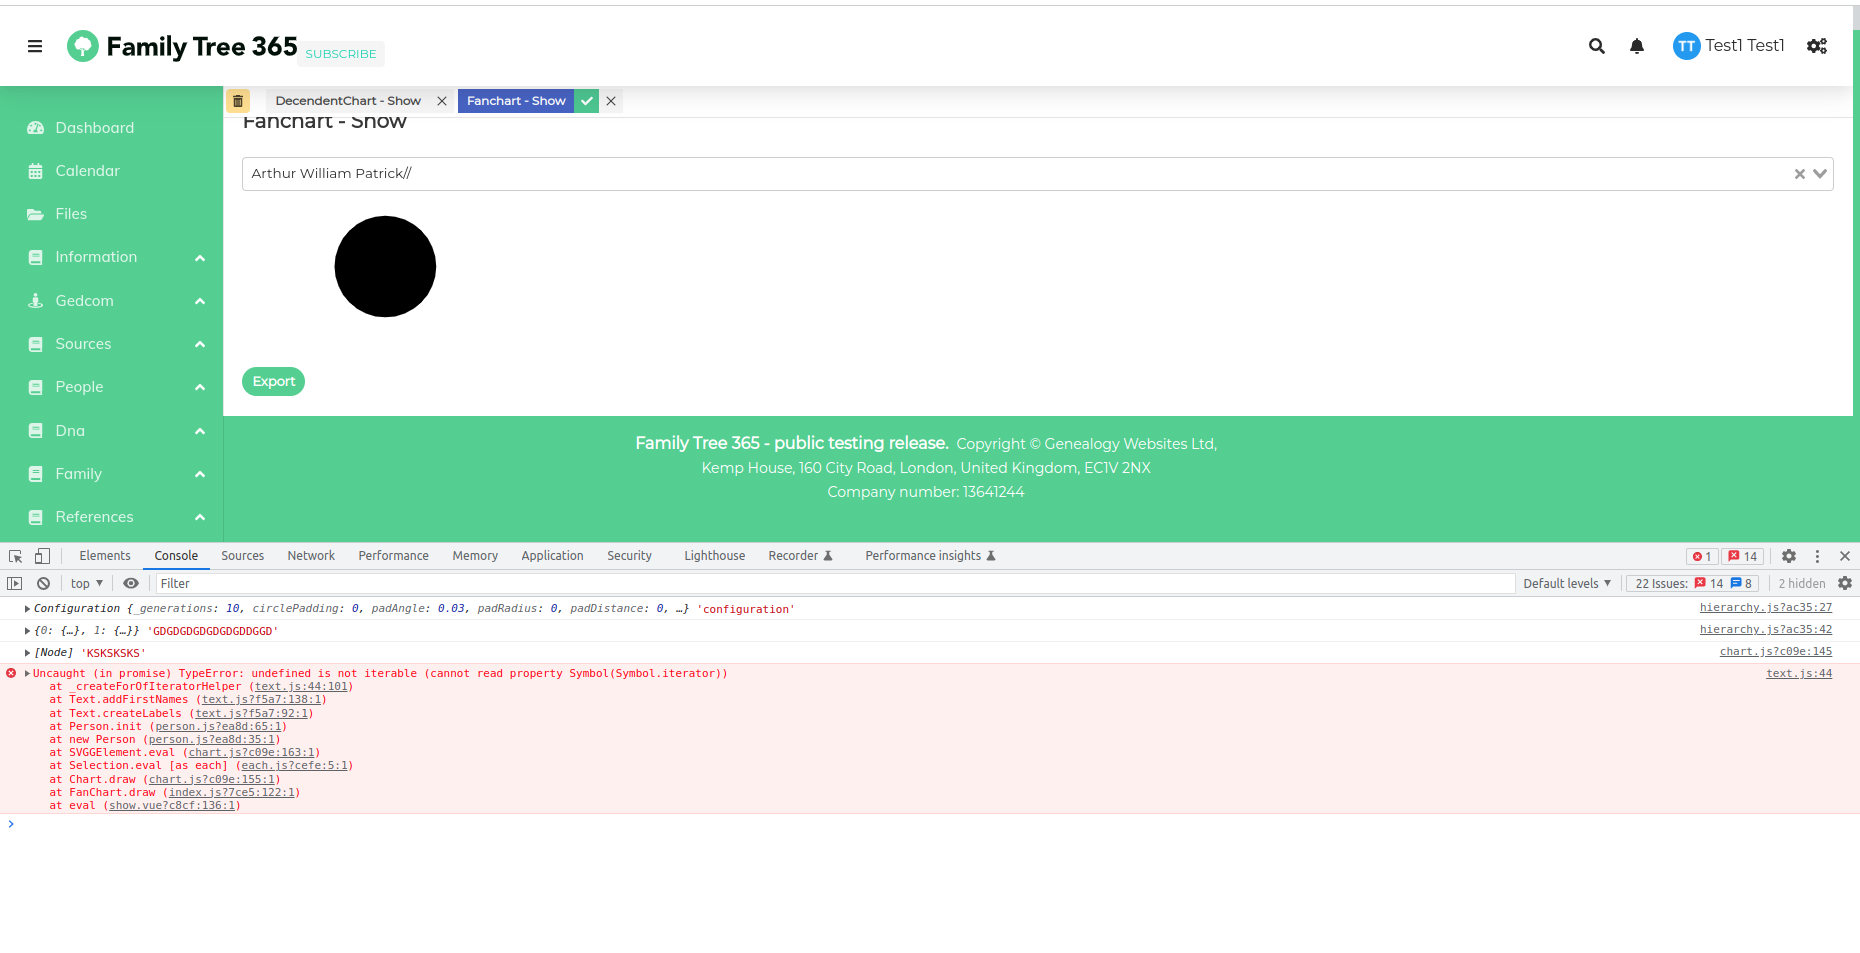 Family Tree 365
SUBSCRIBE
TT Test1 Test1
DecendentChart - Show
Fanchart - Show
Fanchart - Show
Dashboard
Calendar
Files
Information
Gedcom
Sources
People
Dna
Family
References
Arthur William Patrick//
Export
Family Tree 365 - public testing release. Copyright © Genealogy Websites Ltd,
Kemp House, 160 City Road, London, United Kingdom, EC1V 2NX
Company number: 13641244
Elements Console Sources Network Performance Memory Application Security Lighthouse Recorder Performance insights 1 14
top Filter Default levels 22 Issues: 14 8 2 hidden
Configuration {_generations: 10, circlePadding: 0, padAngle: 0.03, padRadius: 0, padDistance: 0, …} 'configuration' hierarchy.js?ac35:27
{0: {…}, 1: {…}} 'GDGDGDGDGDGDGDDGGD' hierarchy.js?ac35:42
[Node] 'KSKSKSKS' chart.js?c09e:145
Uncaught (in promise) TypeError: undefined is not iterable (cannot read property Symbol(Symbol.iterator)) text.js:44
at _createForOfIteratorHelper (text.js:44:101)
at Text.addFirstNames (text.js?f5a7:138:1)
at Text.createLabels (text.js?f5a7:92:1)
at Person.init (person.js?ea8d:65:1)
at new Person (person.js?ea8d:35:1)
at SVGGElement.eval (chart.js?c09e:163:1)
at Selection.eval [as each] (each.js?cefe:5:1)
at Chart.draw (chart.js?c09e:155:1)
at FanChart.draw (index.js?7ce5:122:1)
at eval (show.vue?c8cf:136:1)